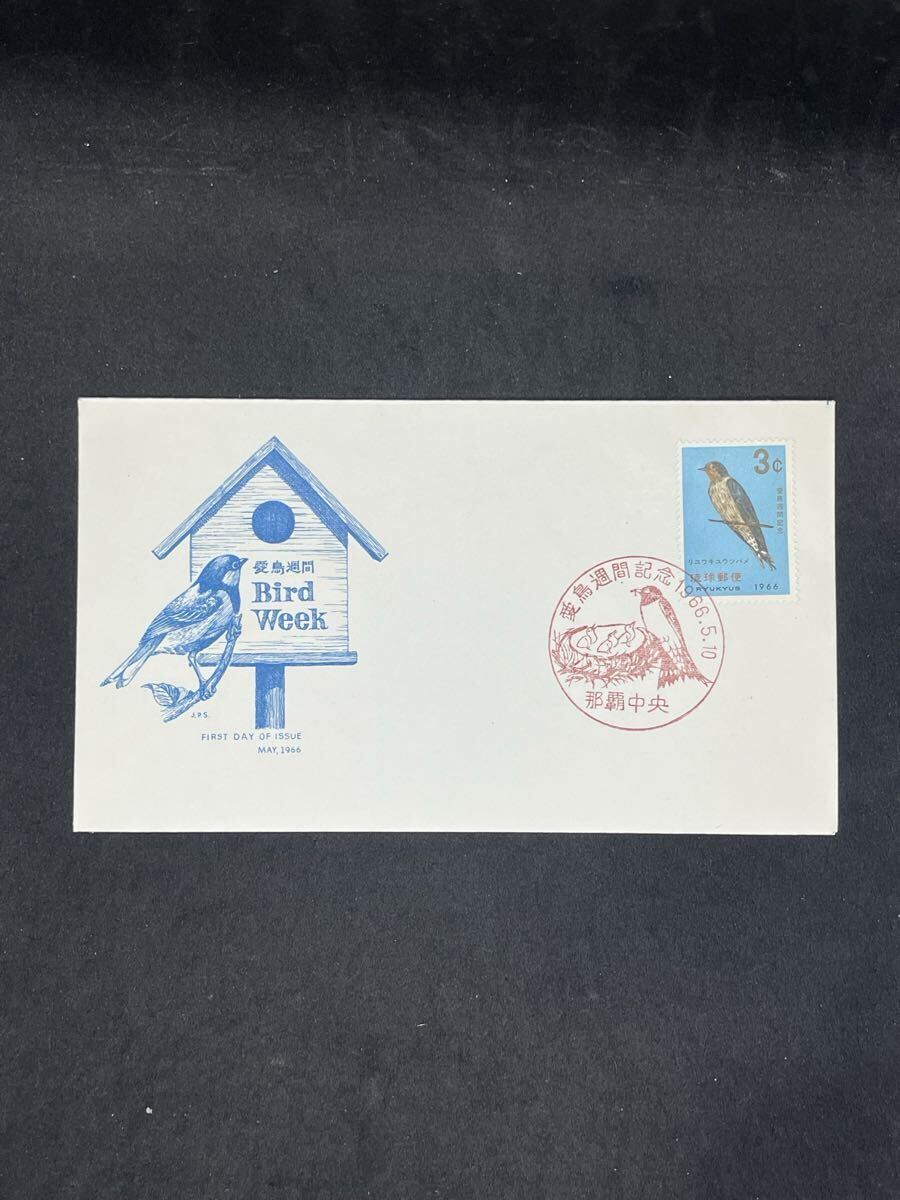 愛鳥週間
Bird
Week
J.P.S.
FIRST DAY OF ISSUE
MAY, 1966
3¢
愛鳥週間記念
リユウキユウツバメ
琉球郵便
RYUKYUS 1966
愛鳥週間記念 1966.5.10
那覇中央